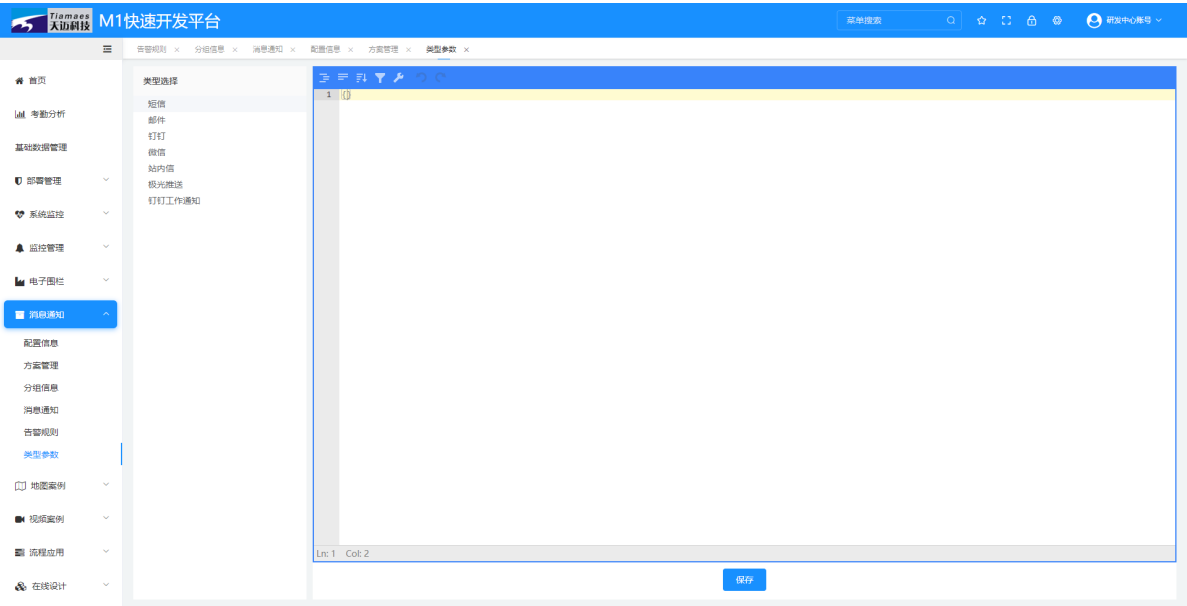 Tiamaes
天迈科技
M1快速开发平台
菜单搜索
研发中心账号
告警规则
分组信息
消息通知
配置信息
方案管理
类型参数
首页
考勤分析
基础数据管理
部署管理
系统监控
监控管理
电子围栏
消息通知
配置信息
方案管理
分组信息
消息通知
告警规则
类型参数
地图案例
视频案例
流程应用
在线设计
类型选择
短信
邮件
钉钉
微信
站内信
极光推送
钉钉工作通知
1 {}
Ln: 1 Col: 2
保存